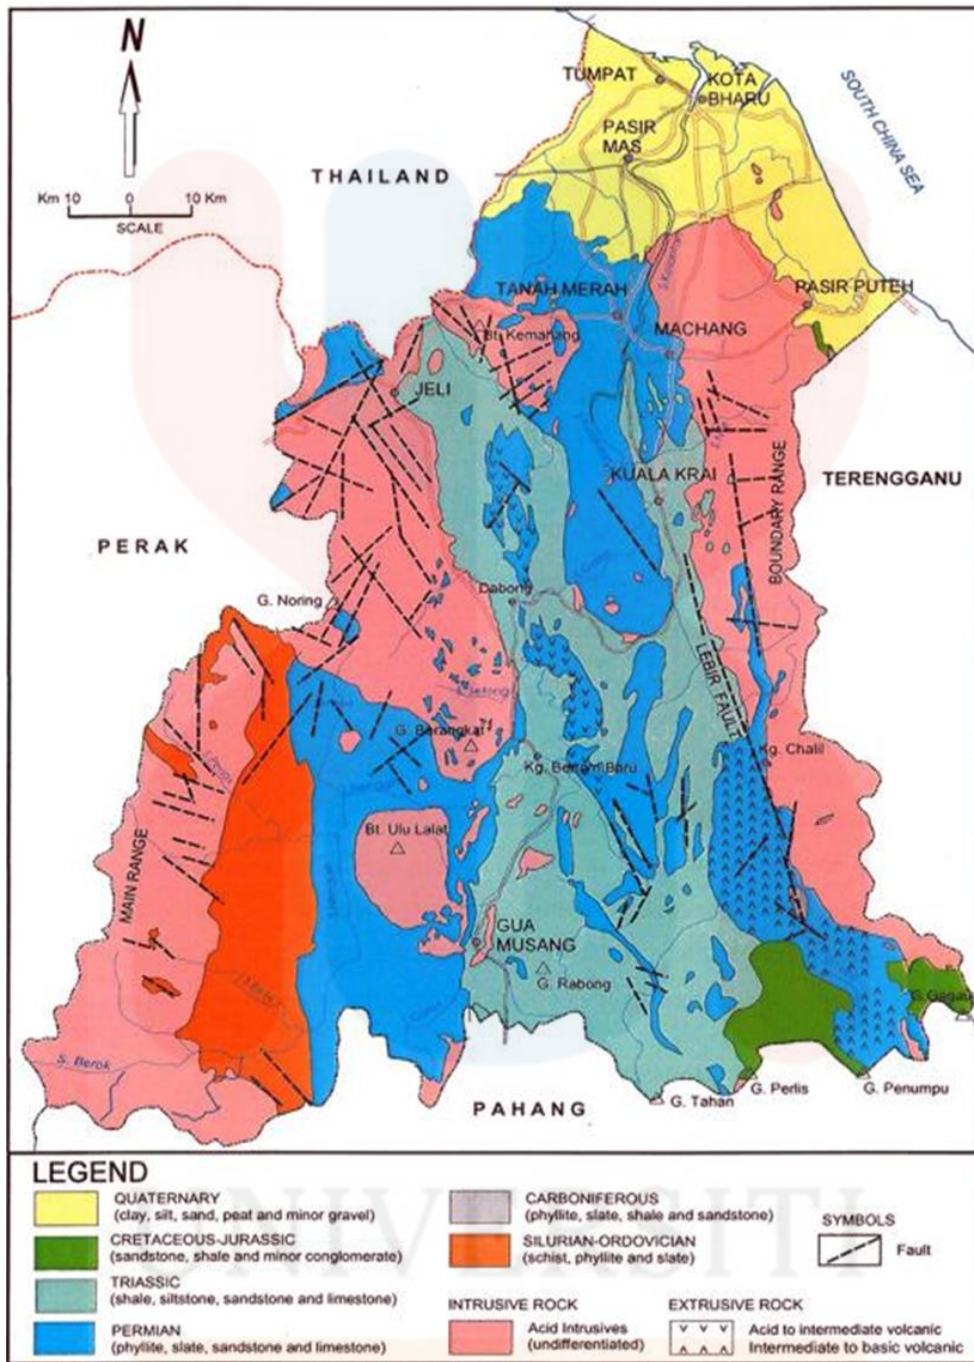 N
Km 10 0 10 Km
SCALE
THAILAND
SOUTH CHINA SEA
TUMPAT
KOTA
BHARU
PASIR
MAS
TANAH MERAH
PASIR PUTEH
Bt. Kemahang
MACHANG
JELI
KUALA KRAI
TERENGGANU
BOUNDARY RANGE
PERAK
G. Noring
Dabong
LEBIR FAULT
G. Berangkat
Kg. Chalil
Kg. Bertam Baru
Bt. Ulu Lalat
MAIN RANGE
GUA
MUSANG
G. Rabong
G. Gagau
S. Berok
G. Perlis
G. Penumpu
G. Tahan
PAHANG
LEGEND
QUATERNARY
(clay, silt, sand, peat and minor gravel)
CRETACEOUS-JURASSIC
(sandstone, shale and minor conglomerate)
TRIASSIC
(shale, siltstone, sandstone and limestone)
PERMIAN
(phyllite, slate, sandstone and limestone)
CARBONIFEROUS
(phyllite, slate, shale and sandstone)
SILURIAN-ORDOVICIAN
(schist, phyllite and slate)
INTRUSIVE ROCK
Acid Intrusives
(undifferentiated)
SYMBOLS
Fault
EXTRUSIVE ROCK
Acid to intermediate volcanic
Intermediate to basic volcanic
UNIVERSITI